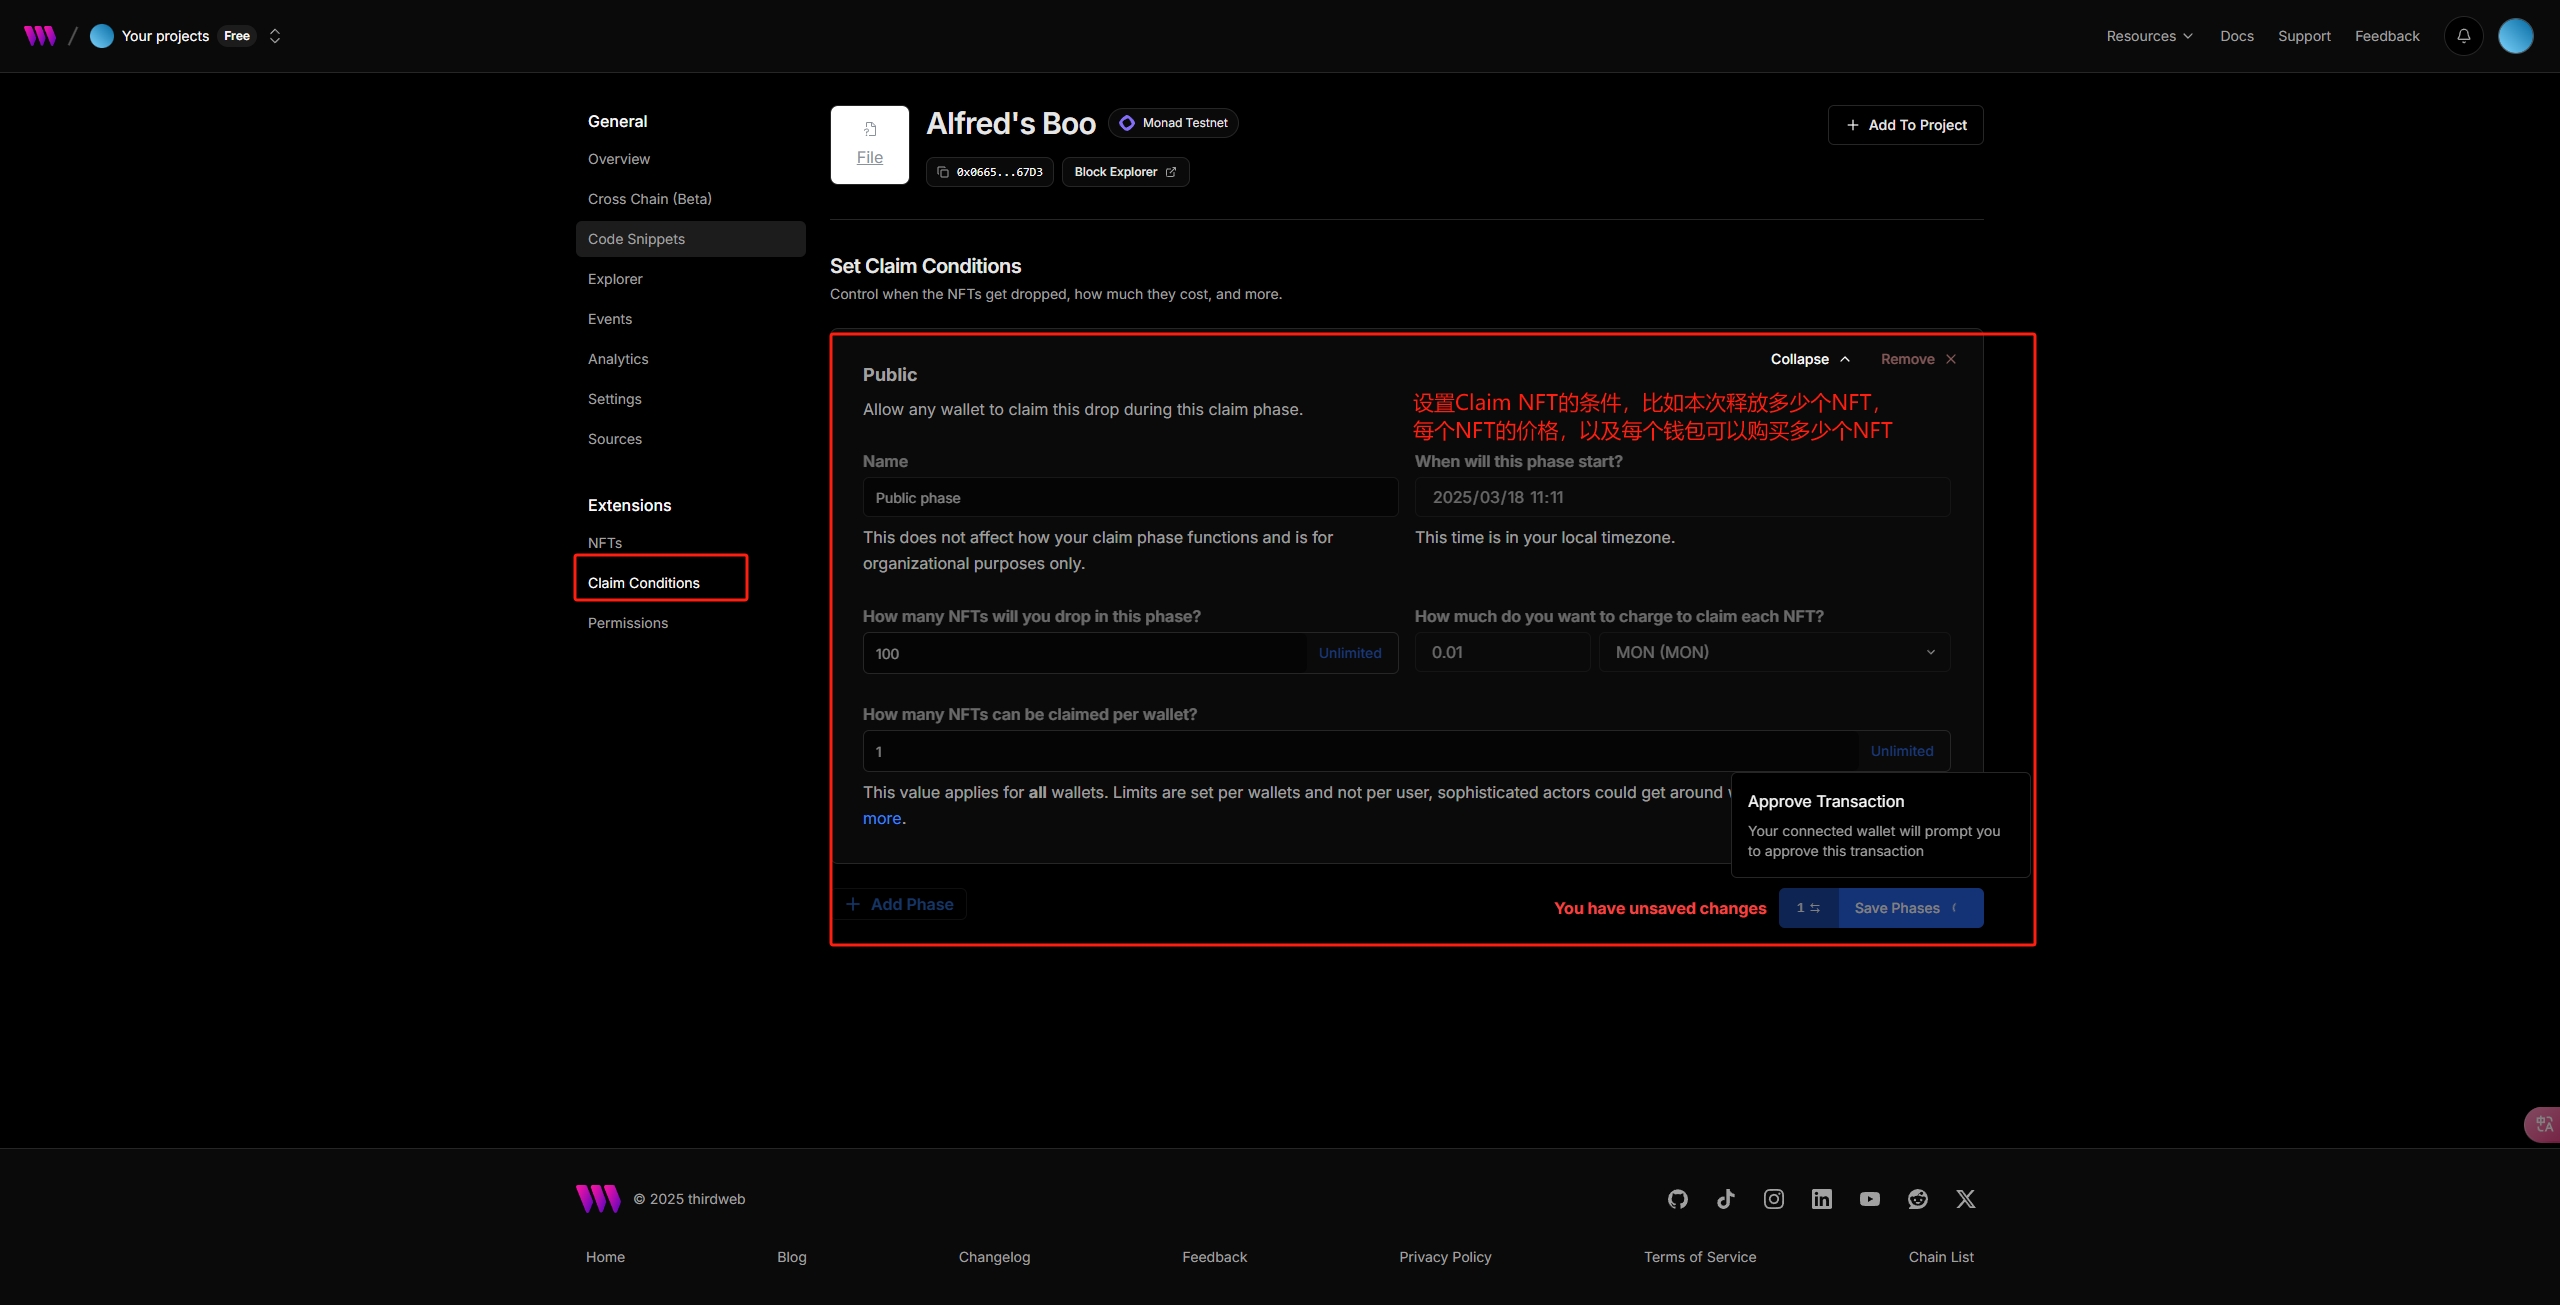 Your projects Free
Resources Docs Support Feedback
General
Overview
Cross Chain (Beta)
Code Snippets
Explorer
Events
Analytics
Settings
Sources
Extensions
NFTs
Claim Conditions
Permissions
File
Alfred's Boo
Monad Testnet
0x0665...67D3
Block Explorer
Add To Project
Set Claim Conditions
Control when the NFTs get dropped, how much they cost, and more.
Collapse
Remove
Public
Allow any wallet to claim this drop during this claim phase.
设置Claim NFT的条件，比如本次释放多少个NFT，
每个NFT的价格，以及每个钱包可以购买多少个NFT
Name
Public phase
This does not affect how your claim phase functions and is for
organizational purposes only.
When will this phase start?
2025/03/18 11:11
This time is in your local timezone.
How many NFTs will you drop in this phase?
100
Unlimited
How much do you want to charge to claim each NFT?
0.01
MON (MON)
How many NFTs can be claimed per wallet?
1
Unlimited
This value applies for all wallets. Limits are set per wallets and not per user, sophisticated actors could get around
more.
Approve Transaction
Your connected wallet will prompt you
to approve this transaction
Add Phase
You have unsaved changes
1
Save Phases
中A
© 2025 thirdweb
Home
Blog
Changelog
Feedback
Privacy Policy
Terms of Service
Chain List